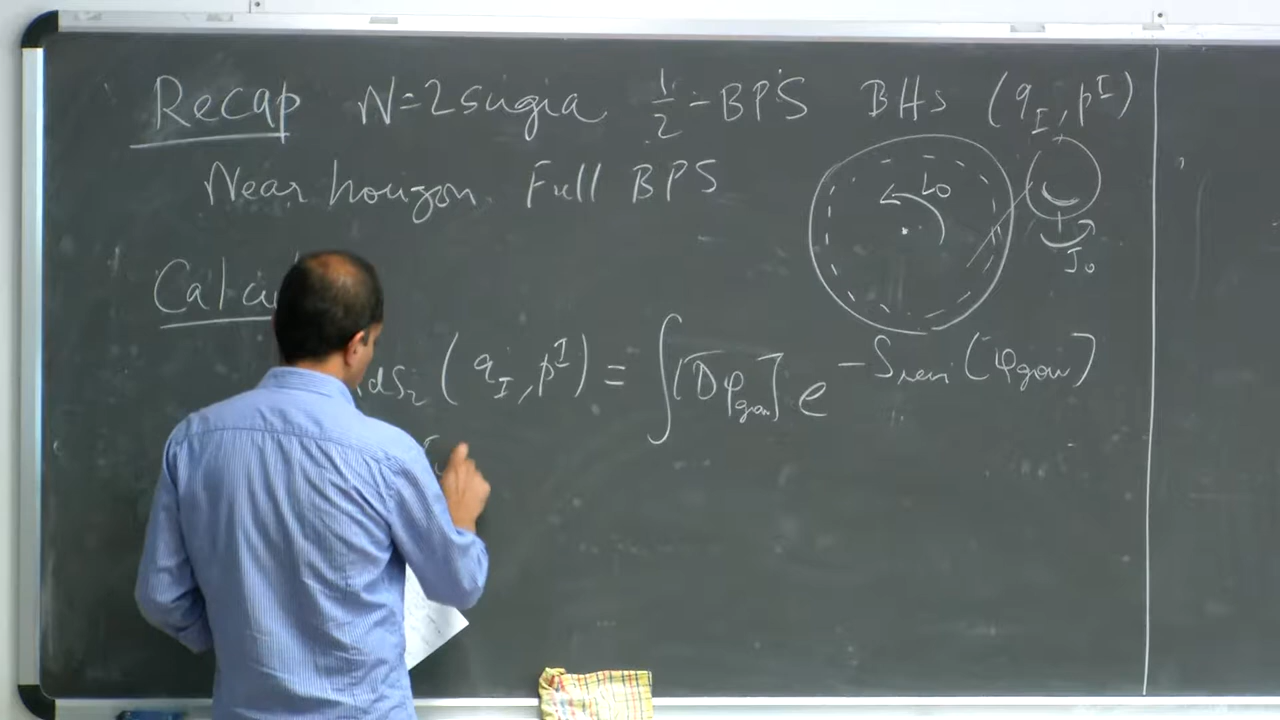 Recap N=2 sugra 1/2-BPS BHs (q_I, p^I)
Near horizon Full BPS
L_0
J_0
Calcu
AdS_2 (q_I, p^I) = ∫ [Dφ_grav] e^{-S_ren(φ_grav)}